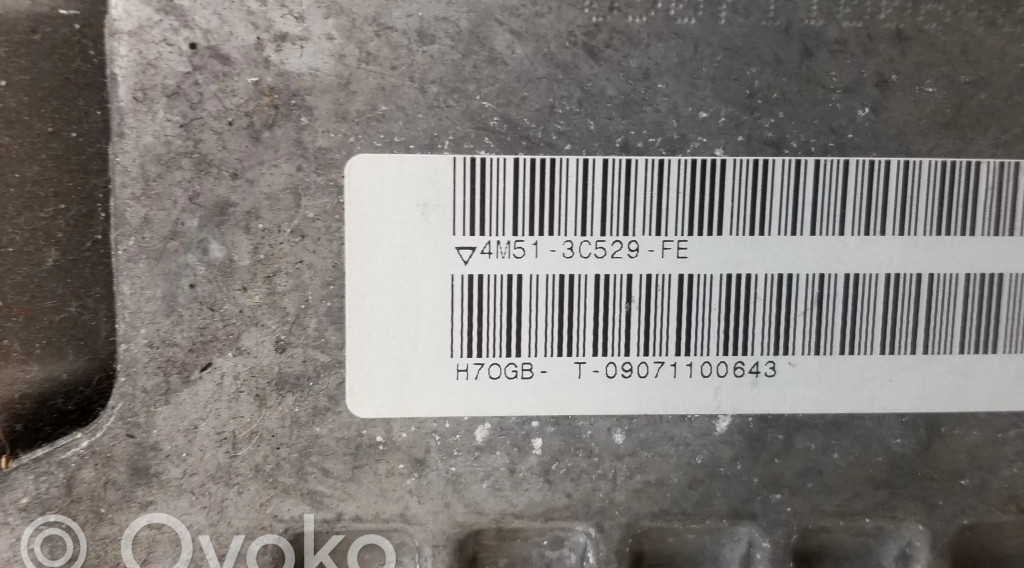 ▽4M51-3C529-FE
H7OGB- T-09071100643
Ovoko